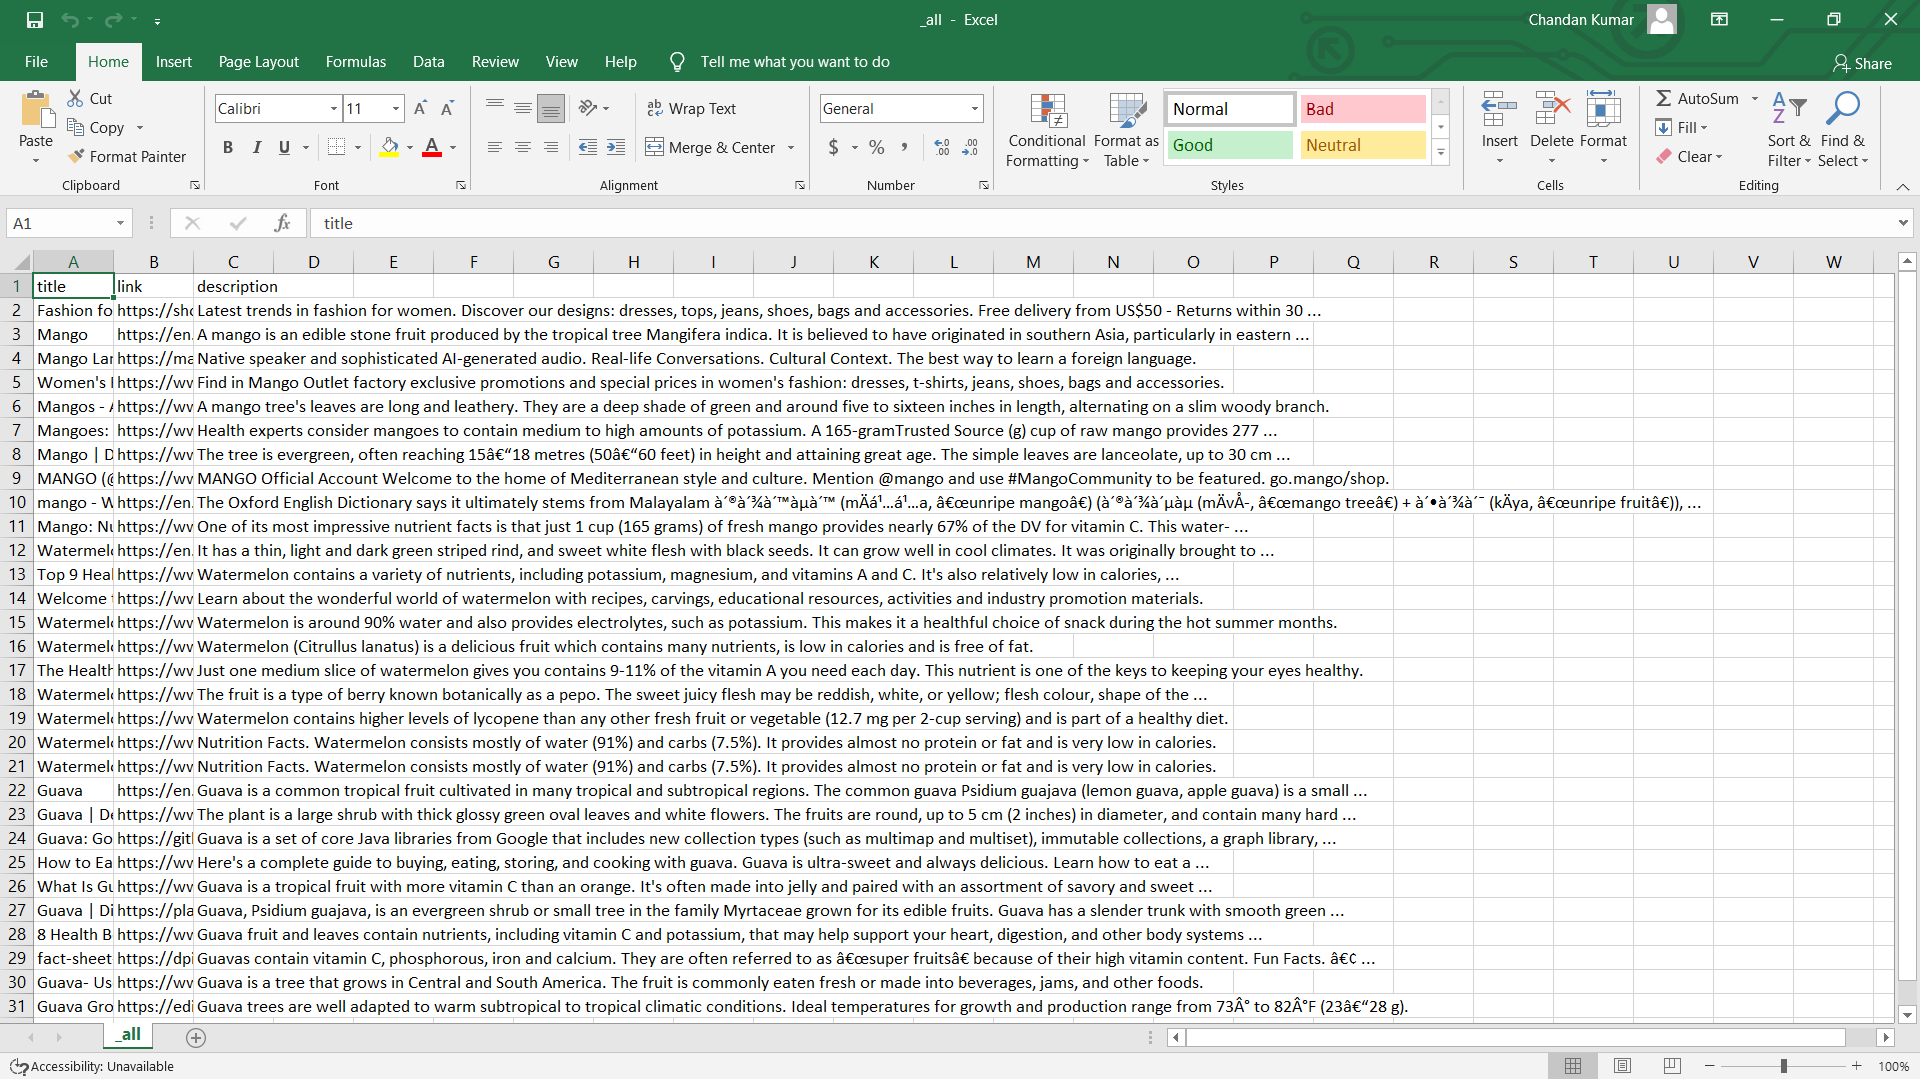 _all - Excel
Chandan Kumar
File Home Insert Page Layout Formulas Data Review View Help Tell me what you want to do
Share
Paste
Cut
Copy
Format Painter
Clipboard
Calibri 11
B I U
Font
Wrap Text
Merge & Center
Alignment
General
$ % ,
Number
Conditional Formatting
Format as Table
Normal Bad
Good Neutral
Styles
Insert Delete Format
Cells
AutoSum
Fill
Clear
Sort & Filter
Find & Select
Editing
A1 fx title
A B C D E F G H I J K L M N O P Q R S T U V W
1 title link description
2 Fashion fo https://sho Latest trends in fashion for women. Discover our designs: dresses, tops, jeans, shoes, bags and accessories. Free delivery from US$50 - Returns within 30 ...
3 Mango https://en. A mango is an edible stone fruit produced by the tropical tree Mangifera indica. It is believed to have originated in southern Asia, particularly in eastern ...
4 Mango Lan https://ma Native speaker and sophisticated AI-generated audio. Real-life Conversations. Cultural Context. The best way to learn a foreign language.
5 Women's https://ww Find in Mango Outlet factory exclusive promotions and special prices in women's fashion: dresses, t-shirts, jeans, shoes, bags and accessories.
6 Mangos - A https://ww A mango tree's leaves are long and leathery. They are a deep shade of green and around five to sixteen inches in length, alternating on a slim woody branch.
7 Mangoes: https://ww Health experts consider mangoes to contain medium to high amounts of potassium. A 165-gramTrusted Source (g) cup of raw mango provides 277 ...
8 Mango | D https://ww The tree is evergreen, often reaching 15â€“18 metres (50â€“60 feet) in height and attaining great age. The simple leaves are lanceolate, up to 30 cm ...
9 MANGO (@ https://ww MANGO Official Account Welcome to the home of Mediterranean style and culture. Mention @mango and use #MangoCommunity to be featured. go.mango/shop.
10 mango - W https://en. The Oxford English Dictionary says it ultimately stems from Malayalam à´®à´¾à´™àµà´™ (mÄá¹…á¹…a, â€œunripe mangoâ€) (à´®à´¾à´µàµ (mÄvÅ­, â€œmango treeâ€) + à´•à´¾à´¯ (kÄya, â€œunripe fruitâ€)), ...
11 Mango: Nu https://ww One of its most impressive nutrient facts is that just 1 cup (165 grams) of fresh mango provides nearly 67% of the DV for vitamin C. This water- ...
12 Watermelo https://en. It has a thin, light and dark green striped rind, and sweet white flesh with black seeds. It can grow well in cool climates. It was originally brought to ...
13 Top 9 Heal https://ww Watermelon contains a variety of nutrients, including potassium, magnesium, and vitamins A and C. It's also relatively low in calories, ...
14 Welcome t https://ww Learn about the wonderful world of watermelon with recipes, carvings, educational resources, activities and industry promotion materials.
15 Watermelo https://ww Watermelon is around 90% water and also provides electrolytes, such as potassium. This makes it a healthful choice of snack during the hot summer months.
16 Watermelo https://ww Watermelon (Citrullus lanatus) is a delicious fruit which contains many nutrients, is low in calories and is free of fat.
17 The Health https://ww Just one medium slice of watermelon gives you contains 9-11% of the vitamin A you need each day. This nutrient is one of the keys to keeping your eyes healthy.
18 Watermelo https://ww The fruit is a type of berry known botanically as a pepo. The sweet juicy flesh may be reddish, white, or yellow; flesh colour, shape of the ...
19 Watermelo https://ww Watermelon contains higher levels of lycopene than any other fresh fruit or vegetable (12.7 mg per 2-cup serving) and is part of a healthy diet.
20 Watermelo https://ww Nutrition Facts. Watermelon consists mostly of water (91%) and carbs (7.5%). It provides almost no protein or fat and is very low in calories.
21 Watermelo https://ww Nutrition Facts. Watermelon consists mostly of water (91%) and carbs (7.5%). It provides almost no protein or fat and is very low in calories.
22 Guava https://en. Guava is a common tropical fruit cultivated in many tropical and subtropical regions. The common guava Psidium guajava (lemon guava, apple guava) is a small ...
23 Guava | De https://ww The plant is a large shrub with thick glossy green oval leaves and white flowers. The fruits are round, up to 5 cm (2 inches) in diameter, and contain many hard ...
24 Guava: Go https://git Guava is a set of core Java libraries from Google that includes new collection types (such as multimap and multiset), immutable collections, a graph library, ...
25 How to Ea https://ww Here's a complete guide to buying, eating, storing, and cooking with guava. Guava is ultra-sweet and always delicious. Learn how to eat a ...
26 What Is Gu https://ww Guava is a tropical fruit with more vitamin C than an orange. It's often made into jelly and paired with an assortment of savory and sweet ...
27 Guava | Di https://pla Guava, Psidium guajava, is an evergreen shrub or small tree in the family Myrtaceae grown for its edible fruits. Guava has a slender trunk with smooth green ...
28 8 Health B https://ww Guava fruit and leaves contain nutrients, including vitamin C and potassium, that may help support your heart, digestion, and other body systems ...
29 fact-sheet https://dpi Guavas contain vitamin C, phosphorous, iron and calcium. They are often referred to as â€œsuper fruitsâ€ because of their high vitamin content. Fun Facts. â€¢ ...
30 Guava- Us https://ww Guava is a tree that grows in Central and South America. The fruit is commonly eaten fresh or made into beverages, jams, and other foods.
31 Guava Gro https://edi Guava trees are well adapted to warm subtropical to tropical climatic conditions. Ideal temperatures for growth and production range from 73Â° to 82Â°F (23â€“28 g).
_all
Accessibility: Unavailable
100%